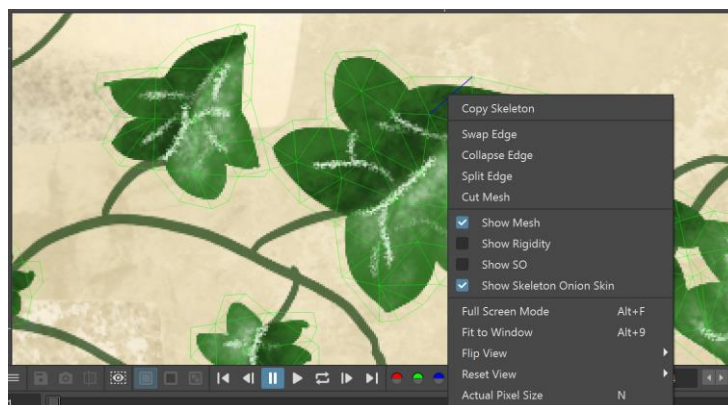 Copy Skeleton
Swap Edge
Collapse Edge
Split Edge
Cut Mesh
Show Mesh
Show Rigidity
Show SO
Show Skeleton Onion Skin
Full Screen Mode Alt+F
Fit to Window Alt+9
Flip View
Reset View
Actual Pixel Size N